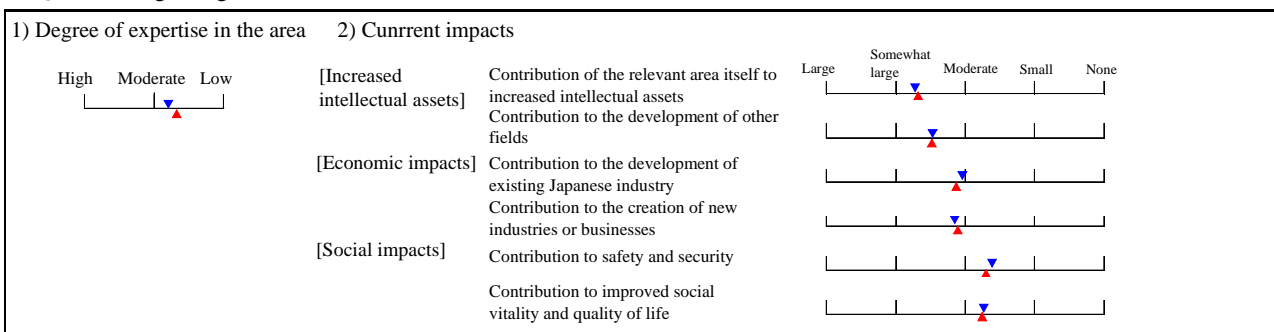 1) Degree of expertise in the area 2) Cunrrent impacts
High Moderate Low
[Increased
intellectual assets]
Contribution of the relevant area itself to
increased intellectual assets
Large Somewhat
large Moderate Small None
Contribution to the development of other
fields
[Economic impacts] Contribution to the development of
existing Japanese industry
Contribution to the creation of new
industries or businesses
[Social impacts] Contribution to safety and security
Contribution to improved social
vitality and quality of life